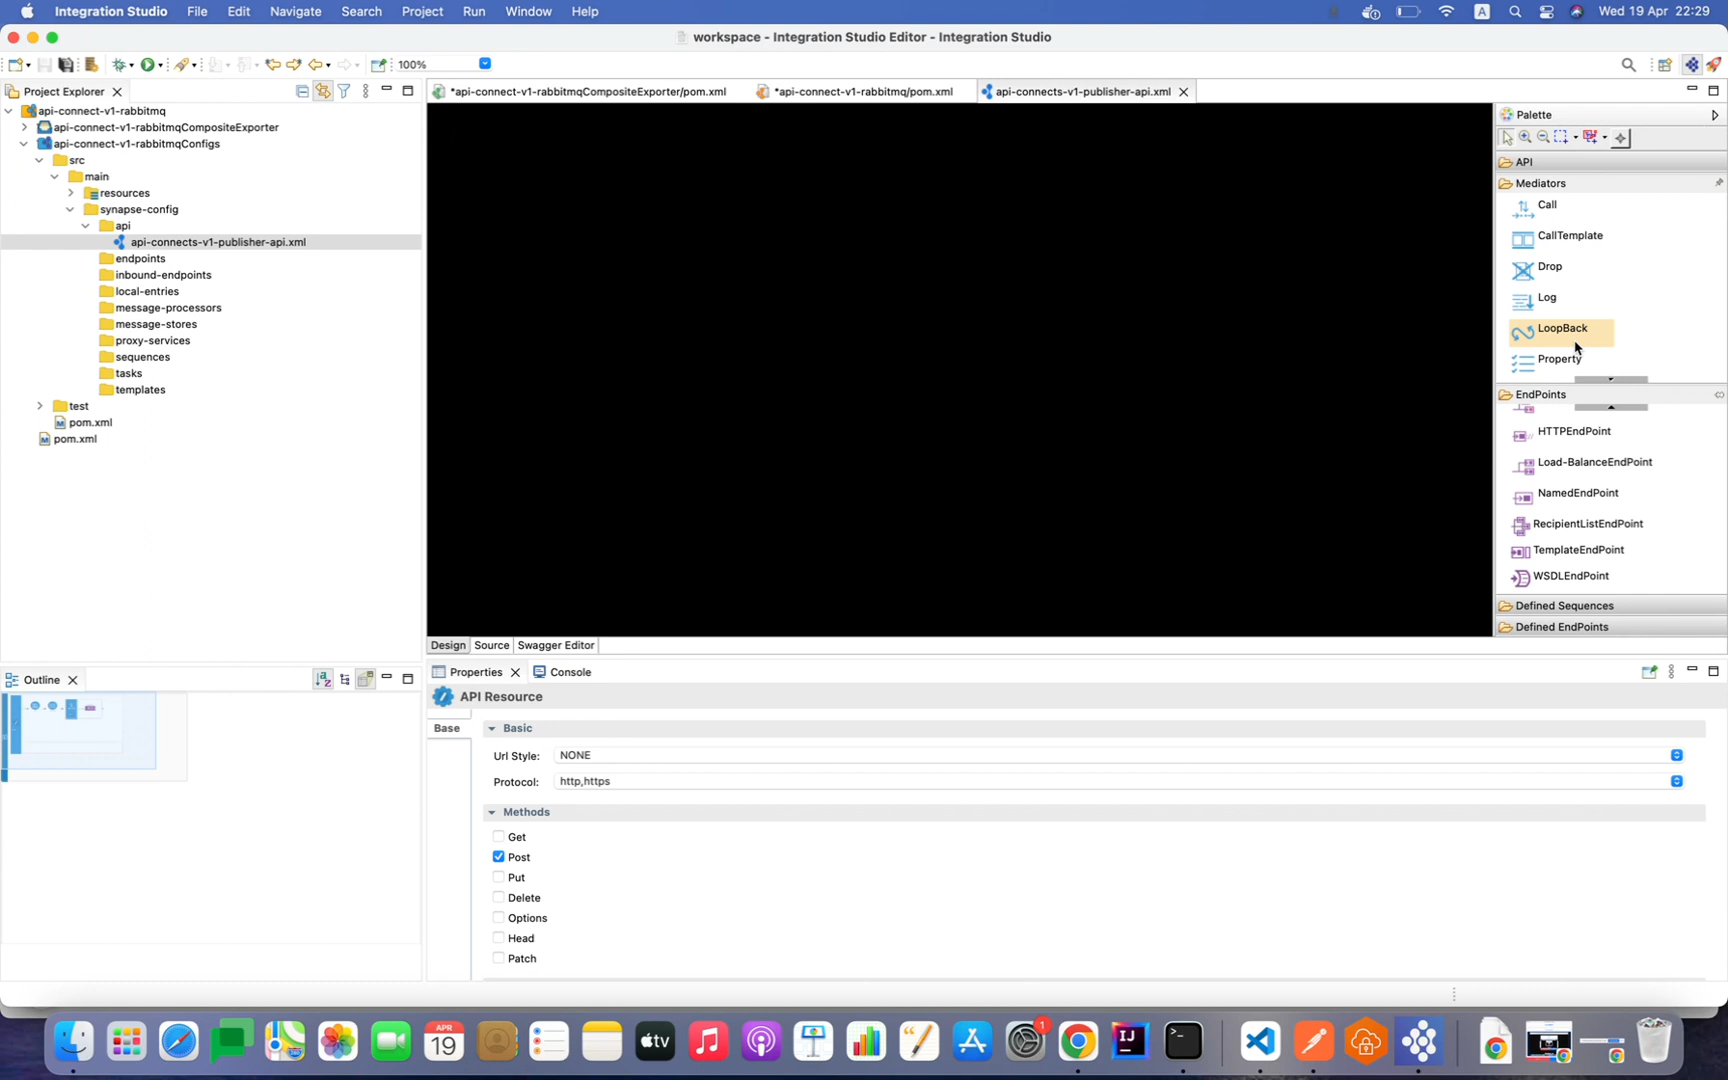 Integration Studio File Edit Navigate Search Project Run Window Help A Wed 19 Apr 22:29
workspace - Integration Studio Editor - Integration Studio
100%
Project Explorer
*api-connect-v1-rabbitmqCompositeExporter/pom.xml *api-connect-v1-rabbitmq/pom.xml api-connects-v1-publisher-api.xml
api-connect-v1-rabbitmq
api-connect-v1-rabbitmqCompositeExporter
api-connect-v1-rabbitmqConfigs
src
main
resources
synapse-config
api
api-connects-v1-publisher-api.xml
endpoints
inbound-endpoints
local-entries
message-processors
message-stores
proxy-services
sequences
tasks
templates
test
pom.xml
pom.xml
Palette
API
Mediators
Call
CallTemplate
Drop
Log
LoopBack
Property
EndPoints
HTTPEndPoint
Load-BalanceEndPoint
NamedEndPoint
RecipientListEndPoint
TemplateEndPoint
WSDLEndPoint
Defined Sequences
Defined EndPoints
Design Source Swagger Editor
Outline
Properties Console
API Resource
Base
Basic
Url Style: NONE
Protocol: http,https
Methods
Get
Post
Put
Delete
Options
Head
Patch
APR
19
tv
1
IJ